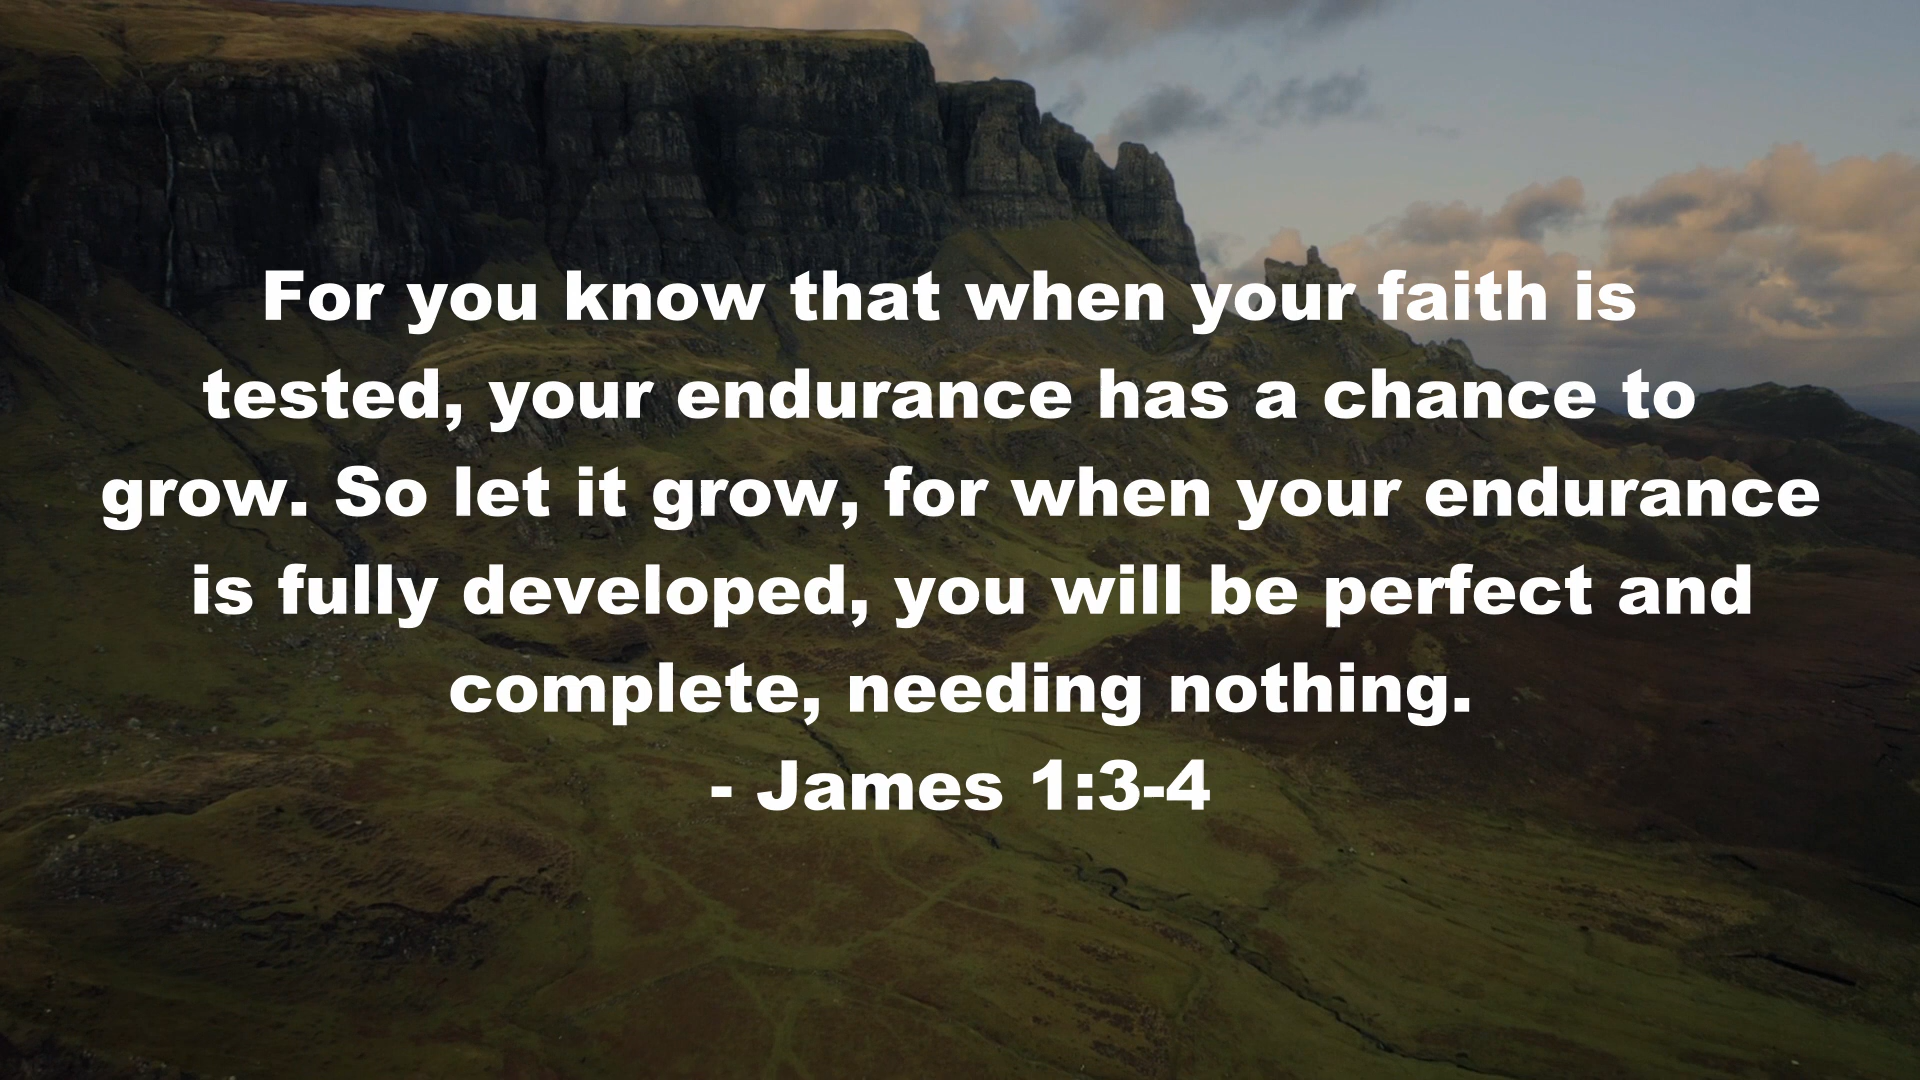 For you know that when your faith is
tested, your endurance has a chance to
grow. So let it grow, for when your endurance
is fully developed, you will be perfect and
complete, needing nothing.
- James 1:3-4